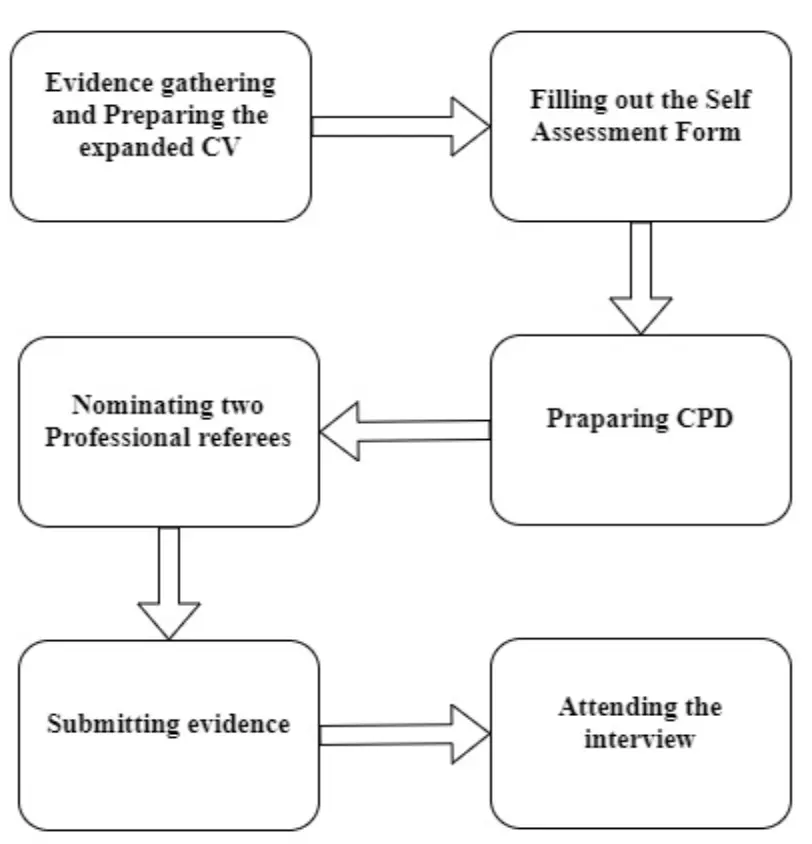 Evidence gathering
and Preparing the
expanded CV
Filling out the Self
Assessment Form
Praparing CPD
Nominating two
Professional referees
Submitting evidence
Attending the
interview